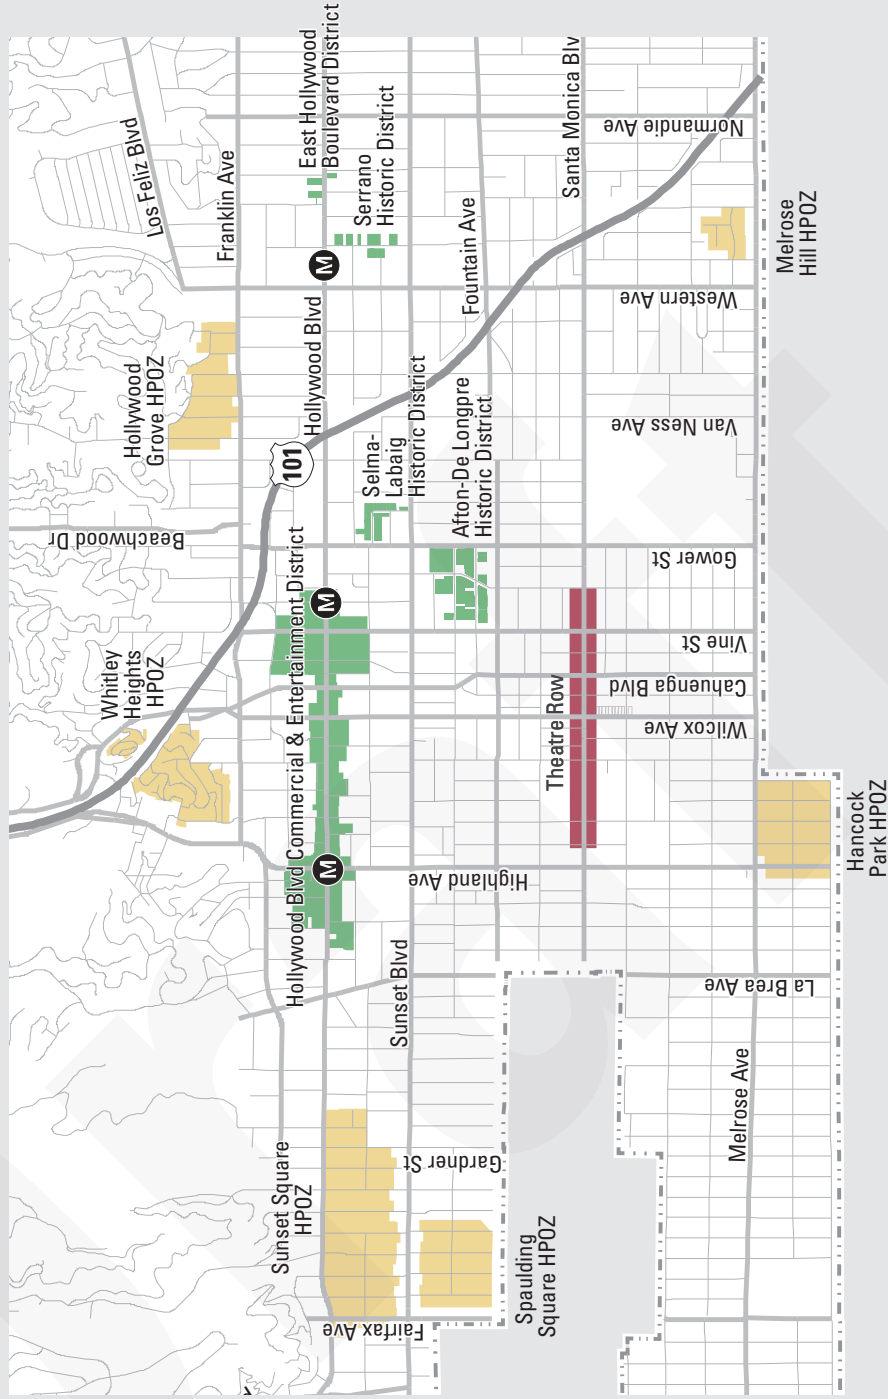 Los Feliz Blvd
Beachwood Dr
Whitley
Heights
HPOZ
Hollywood
Grove HPOZ
Franklin Ave
101
Sunset Square
HPOZ
Hollywood Blvd Commercial & Entertainment District
Hollywood Blvd
East Hollywood
Boulevard District
M
M
M
Serrano
Historic District
Selma-
Labaig
Historic District
Fairfax Ave
Gardner St
Sunset Blvd
Highland Ave
Afton-De Longpre
Historic District
Fountain Ave
Spaulding
Square HPOZ
Theatre Row
Santa Monica Blv
La Brea Ave
Wilcox Ave
Cahuenga Blvd
Vine St
Gower St
Van Ness Ave
Western Ave
Normandie Ave
Melrose Ave
Melrose
Hill HPOZ
Hancock
Park HPOZ